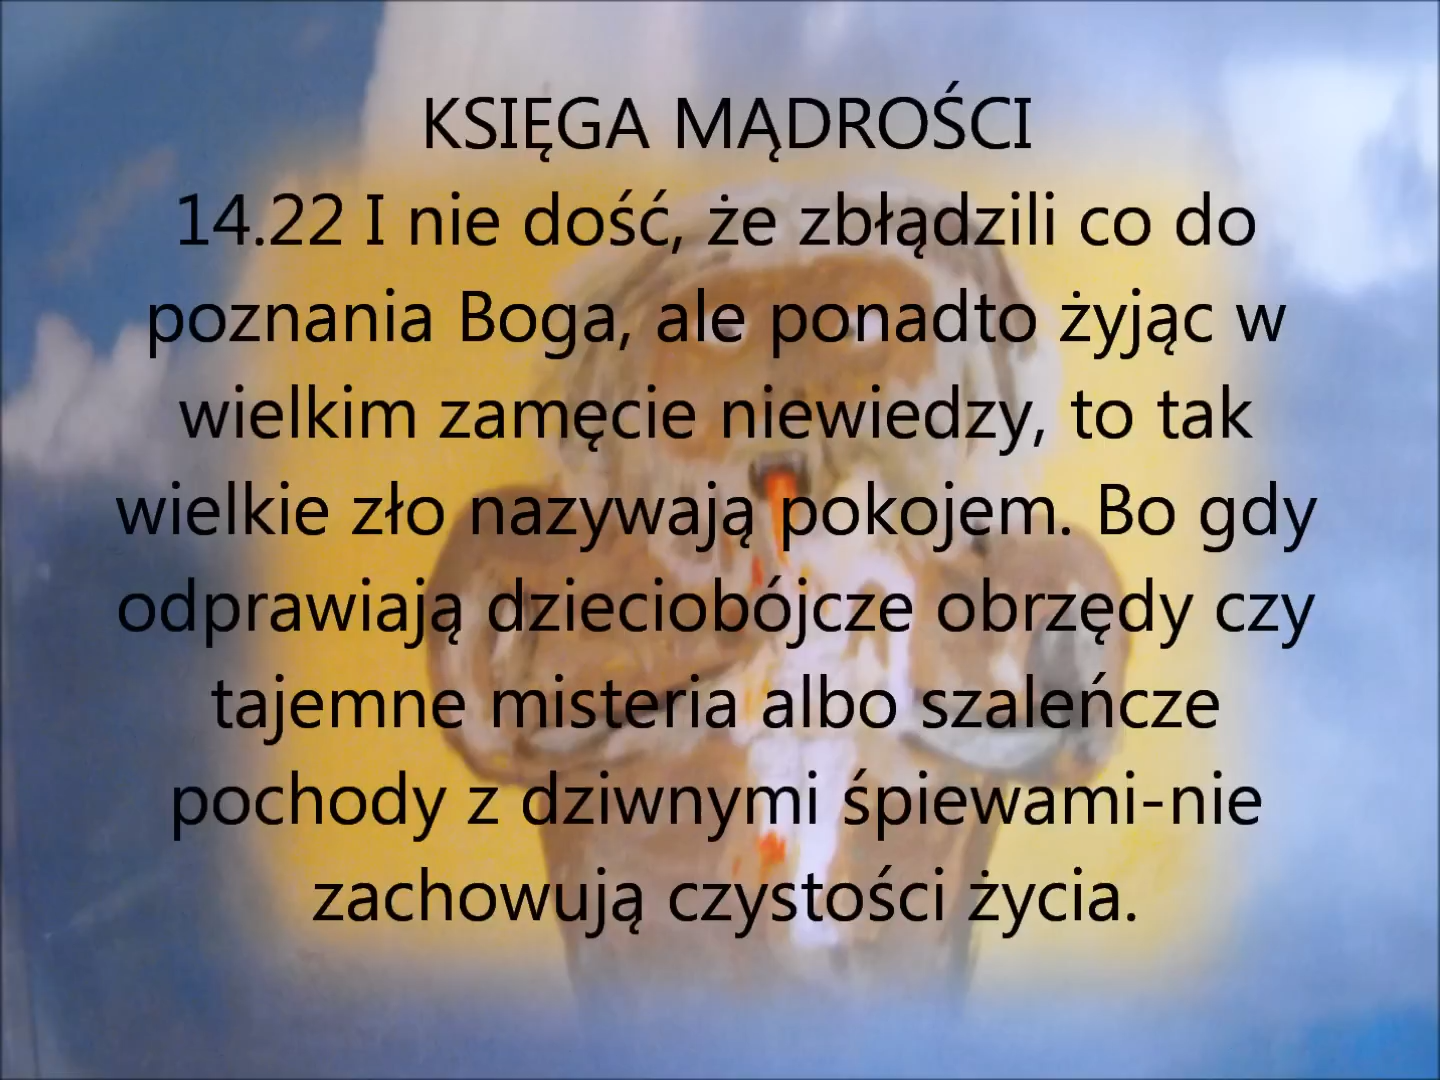 KSIĘGA MĄDROŚCI
14.22 I nie dość, że zbłądzili co do
poznania Boga, ale ponadto żyjąc w
wielkim zamęcie niewiedzy, to tak
wielkie zło nazywają pokojem. Bo gdy
odprawiają dzieciobójcze obrzędy czy
tajemne misteria albo szaleńcze
pochody z dziwnymi śpiewami-nie
zachowują czystości życia.